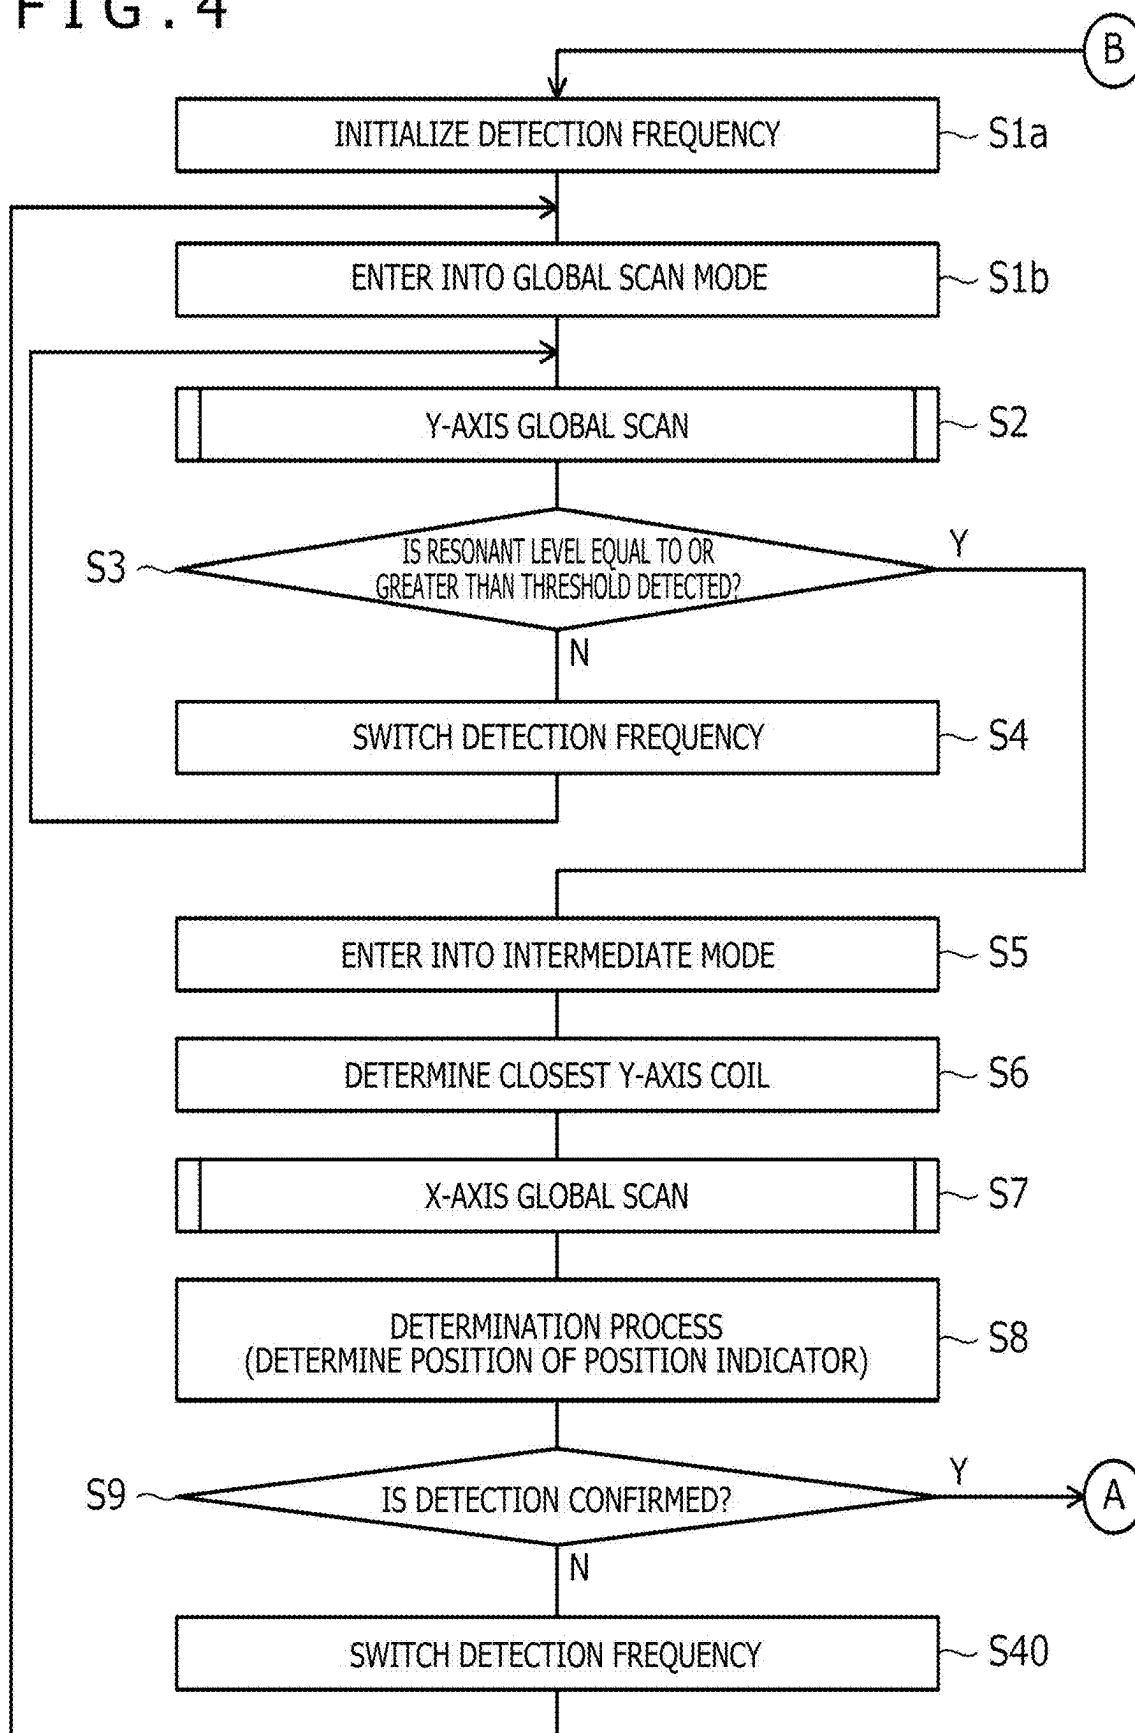 FIG.4
B
INITIALIZE DETECTION FREQUENCY
S1a
ENTER INTO GLOBAL SCAN MODE
S1b
Y-AXIS GLOBAL SCAN
S2
S3
IS RESONANT LEVEL EQUAL TO OR
GREATER THAN THRESHOLD DETECTED?
Y
N
SWITCH DETECTION FREQUENCY
S4
ENTER INTO INTERMEDIATE MODE
S5
DETERMINE CLOSEST Y-AXIS COIL
S6
X-AXIS GLOBAL SCAN
S7
DETERMINATION PROCESS
(DETERMINE POSITION OF POSITION INDICATOR)
S8
S9
IS DETECTION CONFIRMED?
Y
A
N
SWITCH DETECTION FREQUENCY
S40